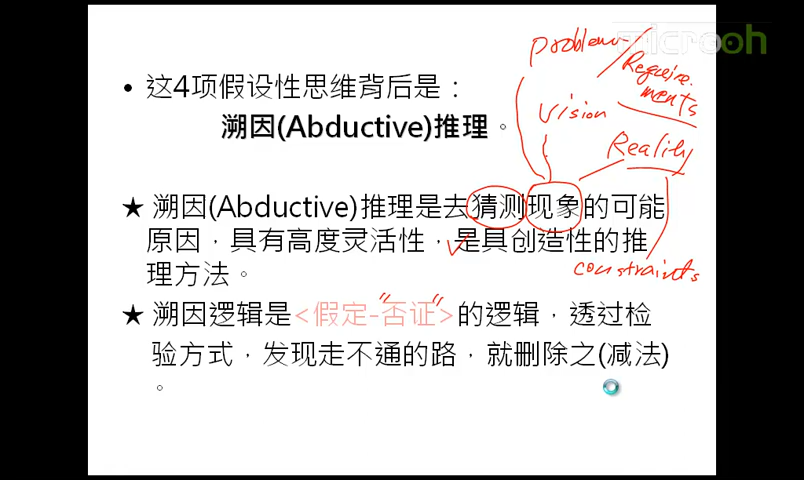 microoh
problem/
Require-
ments
vision
Reality
• 这4项假设性思维背后是：
溯因(Abductive)推理。
★ 溯因(Abductive)推理是去猜测现象的可能
原因，具有高度灵活性，是具创造性的推
理方法。
constraints
★ 溯因逻辑是<假定-"否证">的逻辑，透过检
验方式，发现走不通的路，就删除之(减法)
。